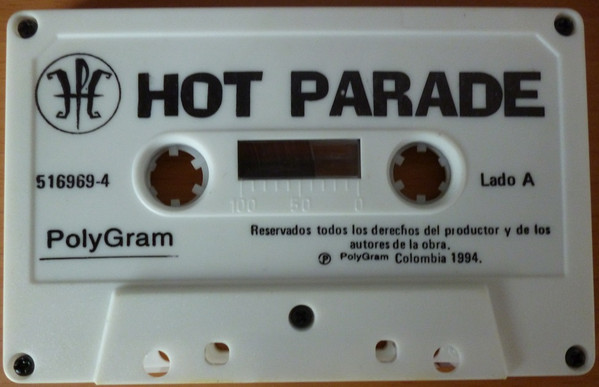 HOT PARADE
516969-4
Lado A
100 50 0
PolyGram
Reservados todos los derechos del productor y de los
autores de la obra.
Ⓟ PolyGram Colombia 1994.